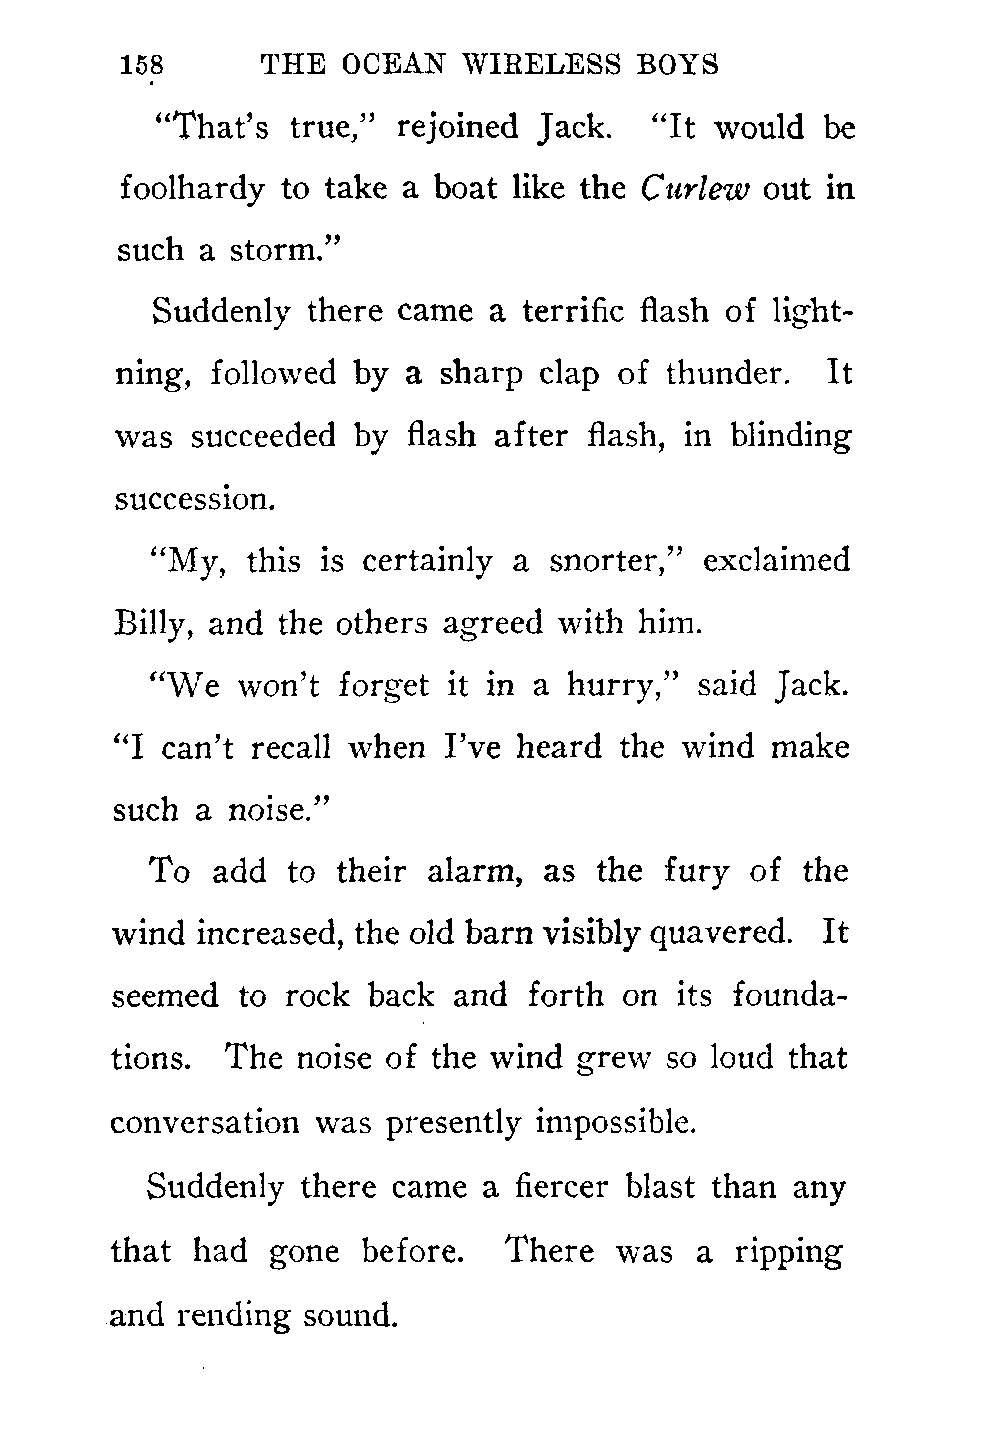 158 THE OCEAN WIRELESS BOYS
“That’s true,” rejoined Jack. “It would be
foolhardy to take a boat like the Curlew out in
such a storm.”
Suddenly there came a terrific flash of light-
ning, followed by a sharp clap of thunder. It
was succeeded by flash after flash, in blinding
succession.
“My, this is certainly a snorter,” exclaimed
Billy, and the others agreed with him.
“We won’t forget it in a hurry,” said Jack.
“I can’t recall when I’ve heard the wind make
such a noise.”
To add to their alarm, as the fury of the
wind increased, the old barn visibly quavered. It
seemed to rock back and forth on its founda-
tions. The noise of the wind grew so loud that
conversation was presently impossible.
Suddenly there came a fiercer blast than any
that had gone before. There was a ripping
and rending sound.